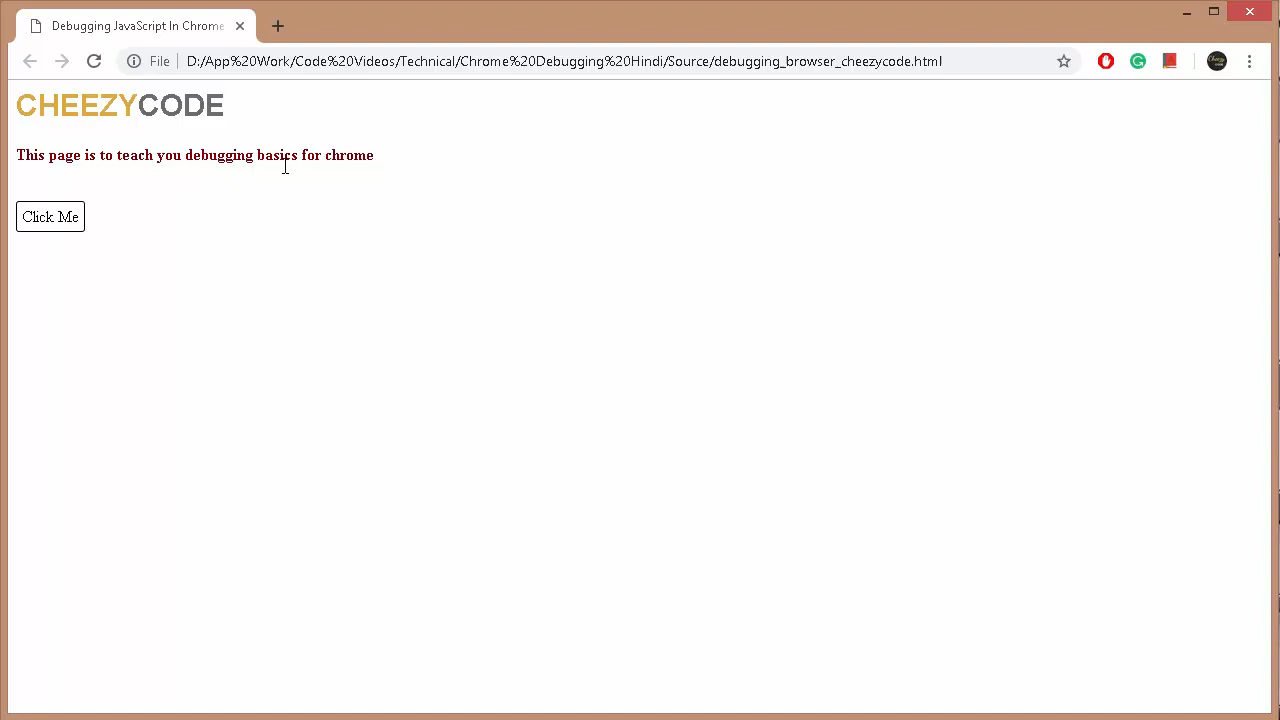 Debugging JavaScript In Chrome
File
D:/App%20Work/Code%20Videos/Technical/Chrome%20Debugging%20Hindi/Source/debugging_browser_cheezycode.htm
CHEEZYCODE
This page is to teach you debugging basics for chrome
Click Me